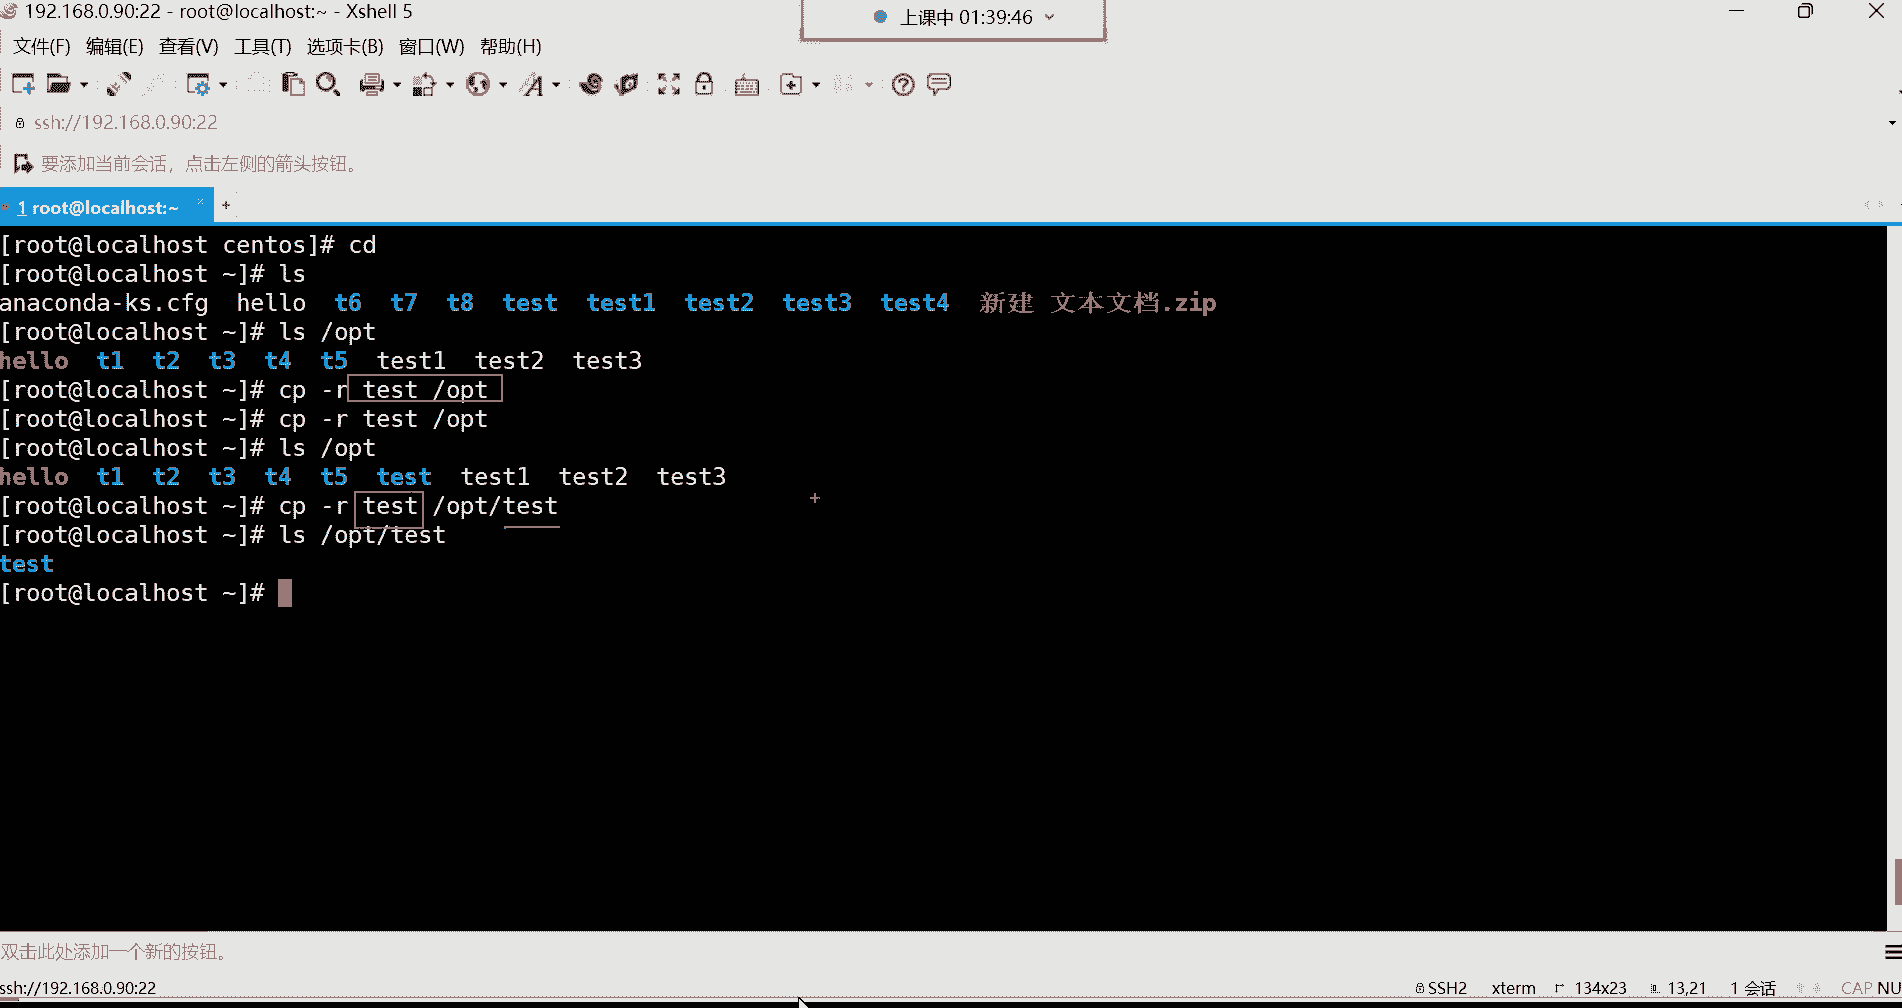 192.168.0.90:22 - root@localhost:~ - Xshell 5
上课中 01:39:46
文件(F) 编辑(E) 查看(V) 工具(T) 选项卡(B) 窗口(W) 帮助(H)
ssh://192.168.0.90:22
要添加当前会话，点击左侧的箭头按钮。
1 root@localhost:~ × +
[root@localhost centos]# cd
[root@localhost ~]# ls
anaconda-ks.cfg hello t6 t7 t8 test test1 test2 test3 test4 新建 文本文档.zip
[root@localhost ~]# ls /opt
hello t1 t2 t3 t4 t5 test1 test2 test3
[root@localhost ~]# cp -r test /opt
[root@localhost ~]# cp -r test /opt
[root@localhost ~]# ls /opt
hello t1 t2 t3 t4 t5 test test1 test2 test3
[root@localhost ~]# cp -r test /opt/test
[root@localhost ~]# ls /opt/test
test
[root@localhost ~]#
双击此处添加一个新的按钮。
ssh://192.168.0.90:22 SSH2 xterm 134x23 13,21 1 会话 CAP NU